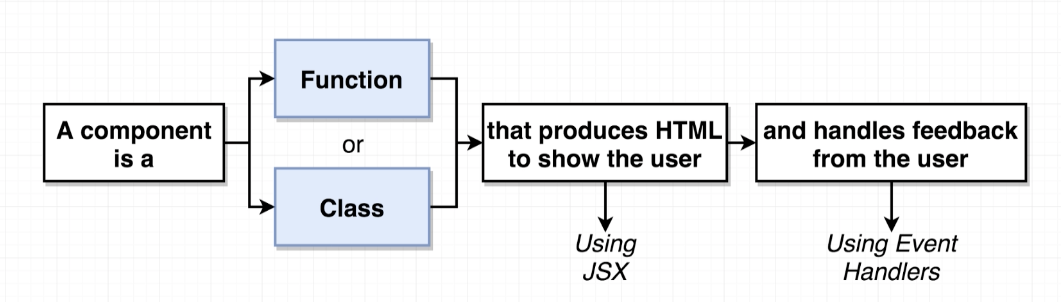 A component
is a
Function
or
Class
that produces HTML
to show the user
and handles feedback
from the user
Using
JSX
Using Event
Handlers